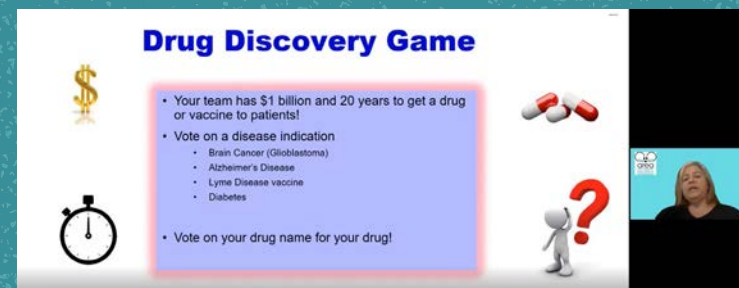 Drug Discovery Game
• Your team has $1 billion and 20 years to get a drug
or vaccine to patients!
• Vote on a disease indication
• Brain Cancer (Glioblastoma)
• Alzheimer's Disease
• Lyme Disease vaccine
• Diabetes
• Vote on your drug name for your drug!
area